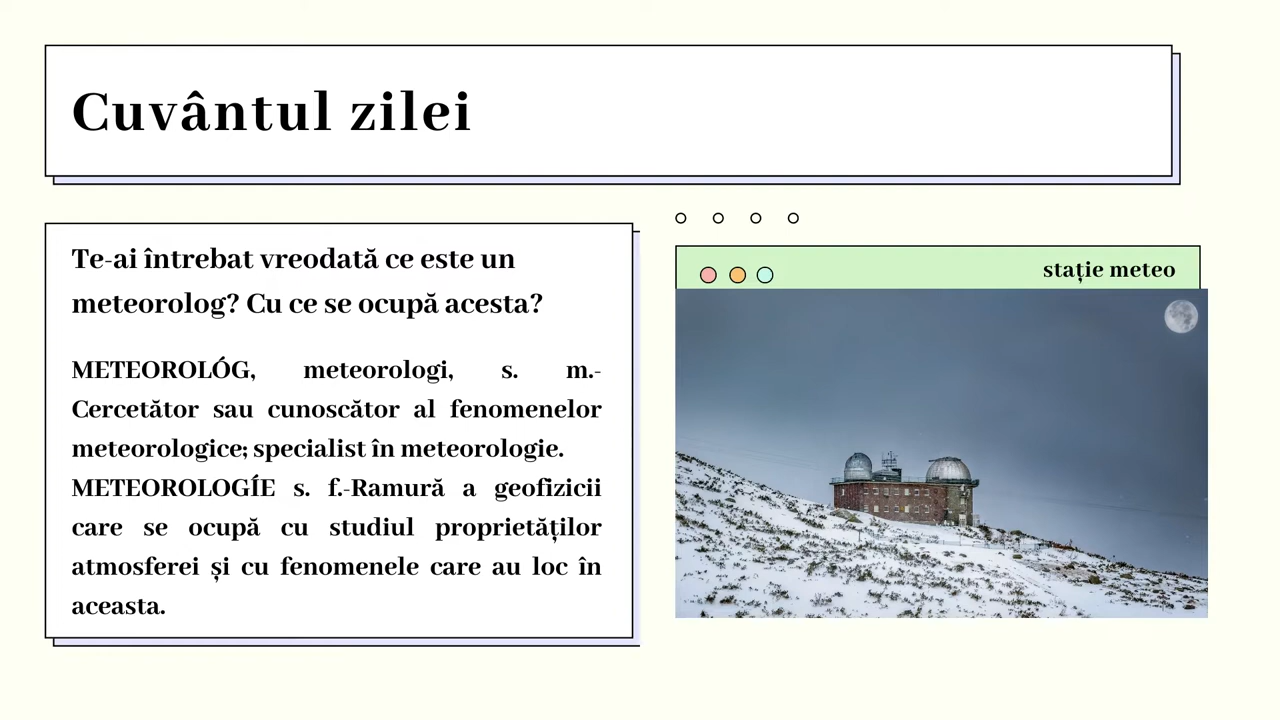 Cuvântul zilei
Te-ai întrebat vreodată ce este un
meteorolog? Cu ce se ocupă acesta?
METEOROLÓG, meteorologi, s. m.-
Cercetător sau cunoscător al fenomenelor
meteorologice; specialist în meteorologie.
METEOROLOGÍE s. f.-Ramură a geofizicii
care se ocupă cu studiul proprietăților
atmosferei și cu fenomenele care au loc în
aceasta.
stație meteo